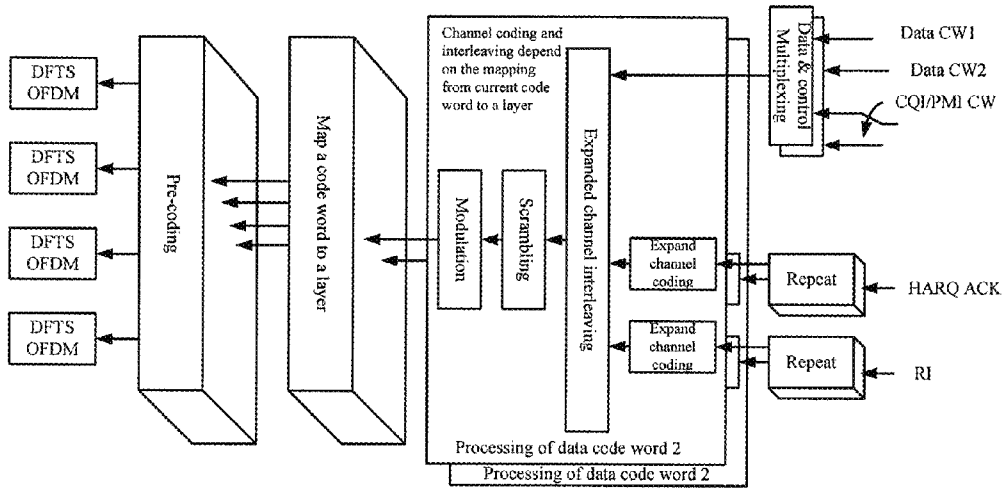 DFTS
OFDM
DFTS
OFDM
DFTS
OFDM
DFTS
OFDM
Pre-coding
Map a code word to a layer
Channel coding and
interleaving depend
on the mapping
from current code
word to a layer
Modulation
Scrambling
Expanded channel interleaving
Expand
channel
coding
Expand
channel
coding
Processing of data code word 2
Processing of data code word 2
Data & control
Multiplexing
Data CW1
Data CW2
CQI/PMI CW
Repeat
HARQ ACK
Repeat
RI